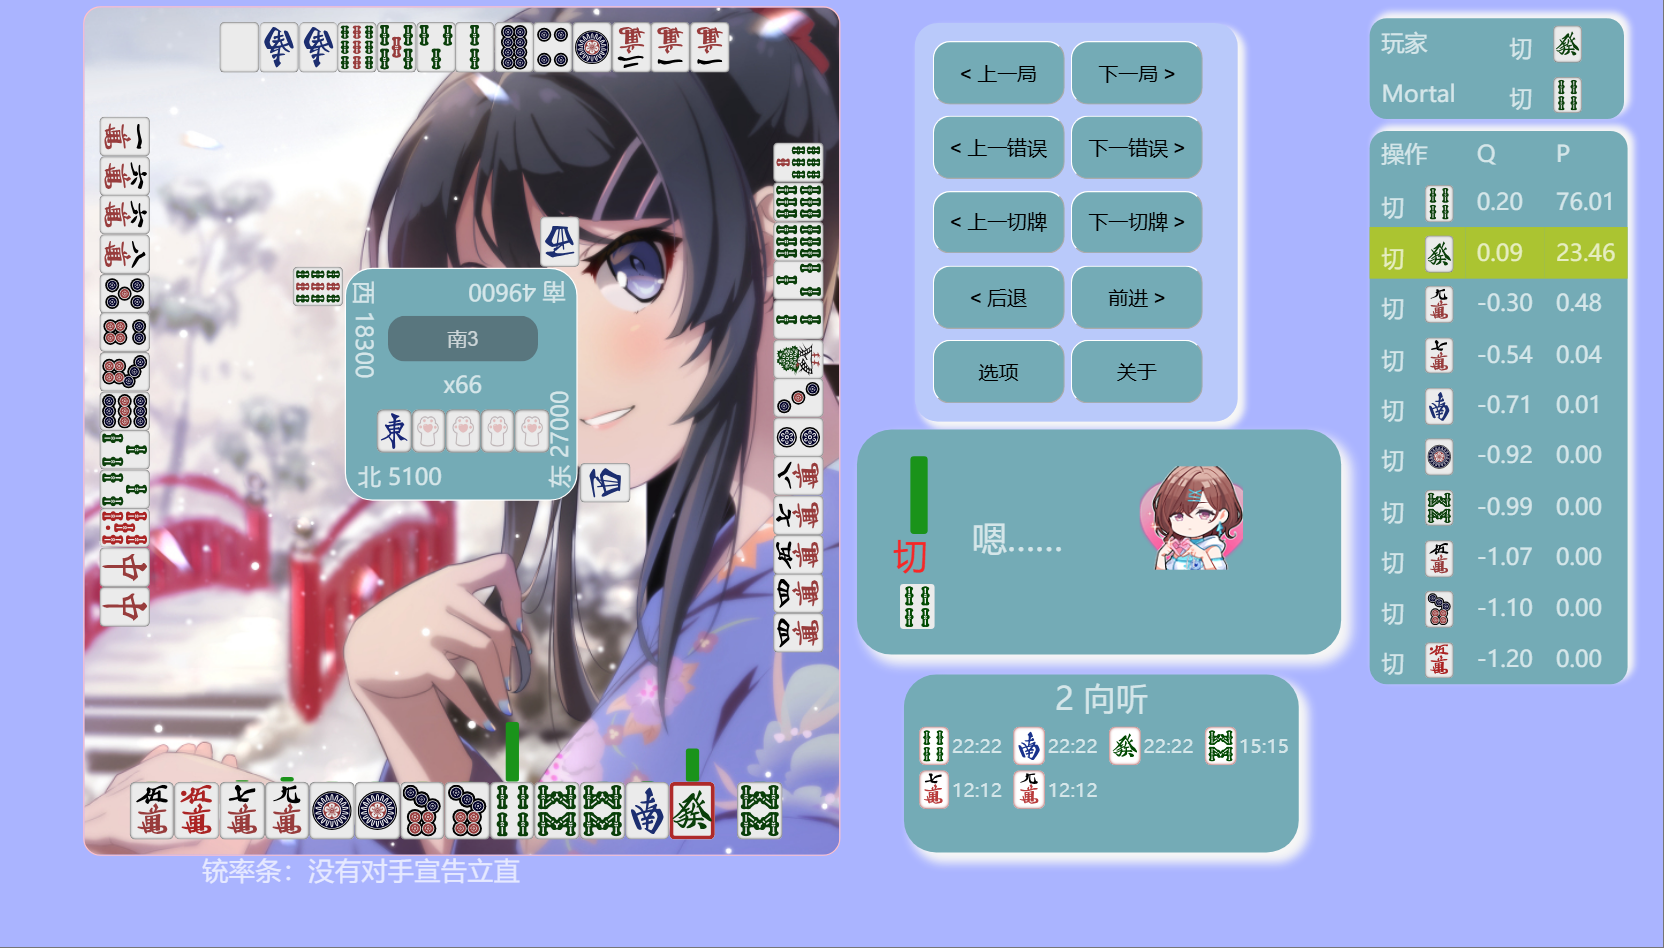 西 18300
南 49600
南3
x66
北 5100
东 27000
铳率条：没有对手宣告立直
< 上一局
下一局 >
< 上一错误
下一错误 >
< 上一切牌
下一切牌 >
< 后退
前进 >
选项
关于
切
嗯......
2 向听
22:22 22:22 22:22 15:15
12:12 12:12
玩家 切
Mortal 切
操作 Q P
切 0.20 76.01
切 0.09 23.46
切 -0.30 0.48
切 -0.54 0.04
切 -0.71 0.01
切 -0.92 0.00
切 -0.99 0.00
切 -1.07 0.00
切 -1.10 0.00
切 -1.20 0.00